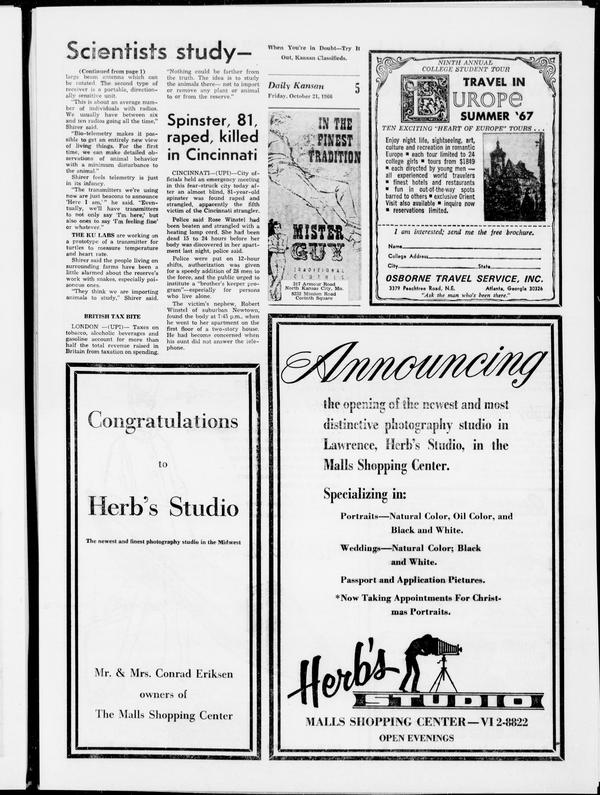 Scientists study—
(Continued from page 1)
large beam antenna which can
be rotated. The second type of
receiver is a portable, direction-
ally sensitive unit.
"This is about an average num-
ber of individuals with radios.
We usually have between six
and ten radios going all the time,"
Shirer said.
"Bio-telemetry makes it pos-
sible to get an entirely new view
of living things. For the first
time, we can make detailed ob-
servations of animal behavior
with a minimum disturbance to
the animal."
Shirer feels telemetry is just
in its infancy.
"The transmitters we're using
now are just beacons to announce
'Here I am,'" he said. "Even-
tually, we'll have transmitters
to not only say 'I'm here,' but
also ones to say 'I'm feeling fine'
or whatever."
THE KU LABS are working on
a prototype of a transmitter for
turtles to measure temperature
and heart rate.
Shirer said the people living on
surrounding farms have been a
little alarmed about the reserve's
work with snakes, especially poi-
sonous ones.
"They think we are importing
animals to study," Shirer said.
"Nothing could be farther from
the truth. The idea is to study
the animals there— not to import
or remove any plant or animal
to or from the reserve."
BRITISH TAX BITE
LONDON —(UPI)— Taxes on
tobacco, alcoholic beverages and
gasoline account for more than
half the total revenue raised in
Britain from taxation on spending.
Spinster, 81,
raped, killed
in Cincinnati
CINCINNATI—(UPI)—City of-
ficials held an emergency meeting
in this fear-struck city today af-
ter an almost blind, 81-year-old
spinster was found raped and
strangled, apparently the fifth
victim of the Cincinnati strangler.
Police said Rose Winstel had
been beaten and strangled with a
heating lamp cord. She had been
dead 15 to 24 hours before her
body was discovered in her apart-
ment last night, police said.
Police were put on 12-hour
shifts, authorization was given
for a speedy addition of 28 men to
the force, and the public urged to
institute a "brother's keeper pro-
gram"—especially for persons
who live alone.
The victim's nephew, Robert
Winstel of suburban Newtown,
found the body at 7:45 p.m., when
he went to her apartment on the
first floor of a two-story house.
He had become concerned when
his aunt did not answer the tele-
phone.
When You're in Doubt—Try It
Out, Kansan Classifieds.
Daily Kansan 5
Friday, October 21, 1966
IN THE
FINEST
TRADITION
MISTER
GUY
TRADITIONAL
CLOTHES
317 Armour Road
North Kansas City, Mo.
8232 Mission Road
Corinth Square
NINTH ANNUAL
COLLEGE STUDENT TOUR
TRAVEL IN
EUROPE
SUMMER '67
TEN EXCITING "HEART OF EUROPE" TOURS . . .
Enjoy night life, sightseeing, art,
culture and recreation in romantic
Europe ■ each tour limited to 24
college girls ■ tours from $1849
■ each directed by young men —
all experienced world travelers
■ finest hotels and restaurants
■ fun in out-of-the-way spots
barred to others ■ exclusive Orient
Visit also available ■ inquire now
■ reservations limited.
I am interested; send me the free brochure.
Name
College Address
City State
OSBORNE TRAVEL SERVICE, INC.
3379 Peachtree Road, N.E. Atlanta, Georgia 30326
"Ask the man who's been there."
Congratulations
to
Herb's Studio
The newest and finest photography studio in the Midwest
Mr. & Mrs. Conrad Eriksen
owners of
The Malls Shopping Center
Announcing
the opening of the newest and most
distinctive photography studio in
Lawrence, Herb's Studio, in the
Malls Shopping Center.
Specializing in:
Portraits—Natural Color, Oil Color, and
Black and White.
Weddings—Natural Color; Black
and White.
Passport and Application Pictures.
*Now Taking Appointments For Christ-
mas Portraits.
Herb's
STUDIO
MALLS SHOPPING CENTER—VI 2-8822
OPEN EVENINGS